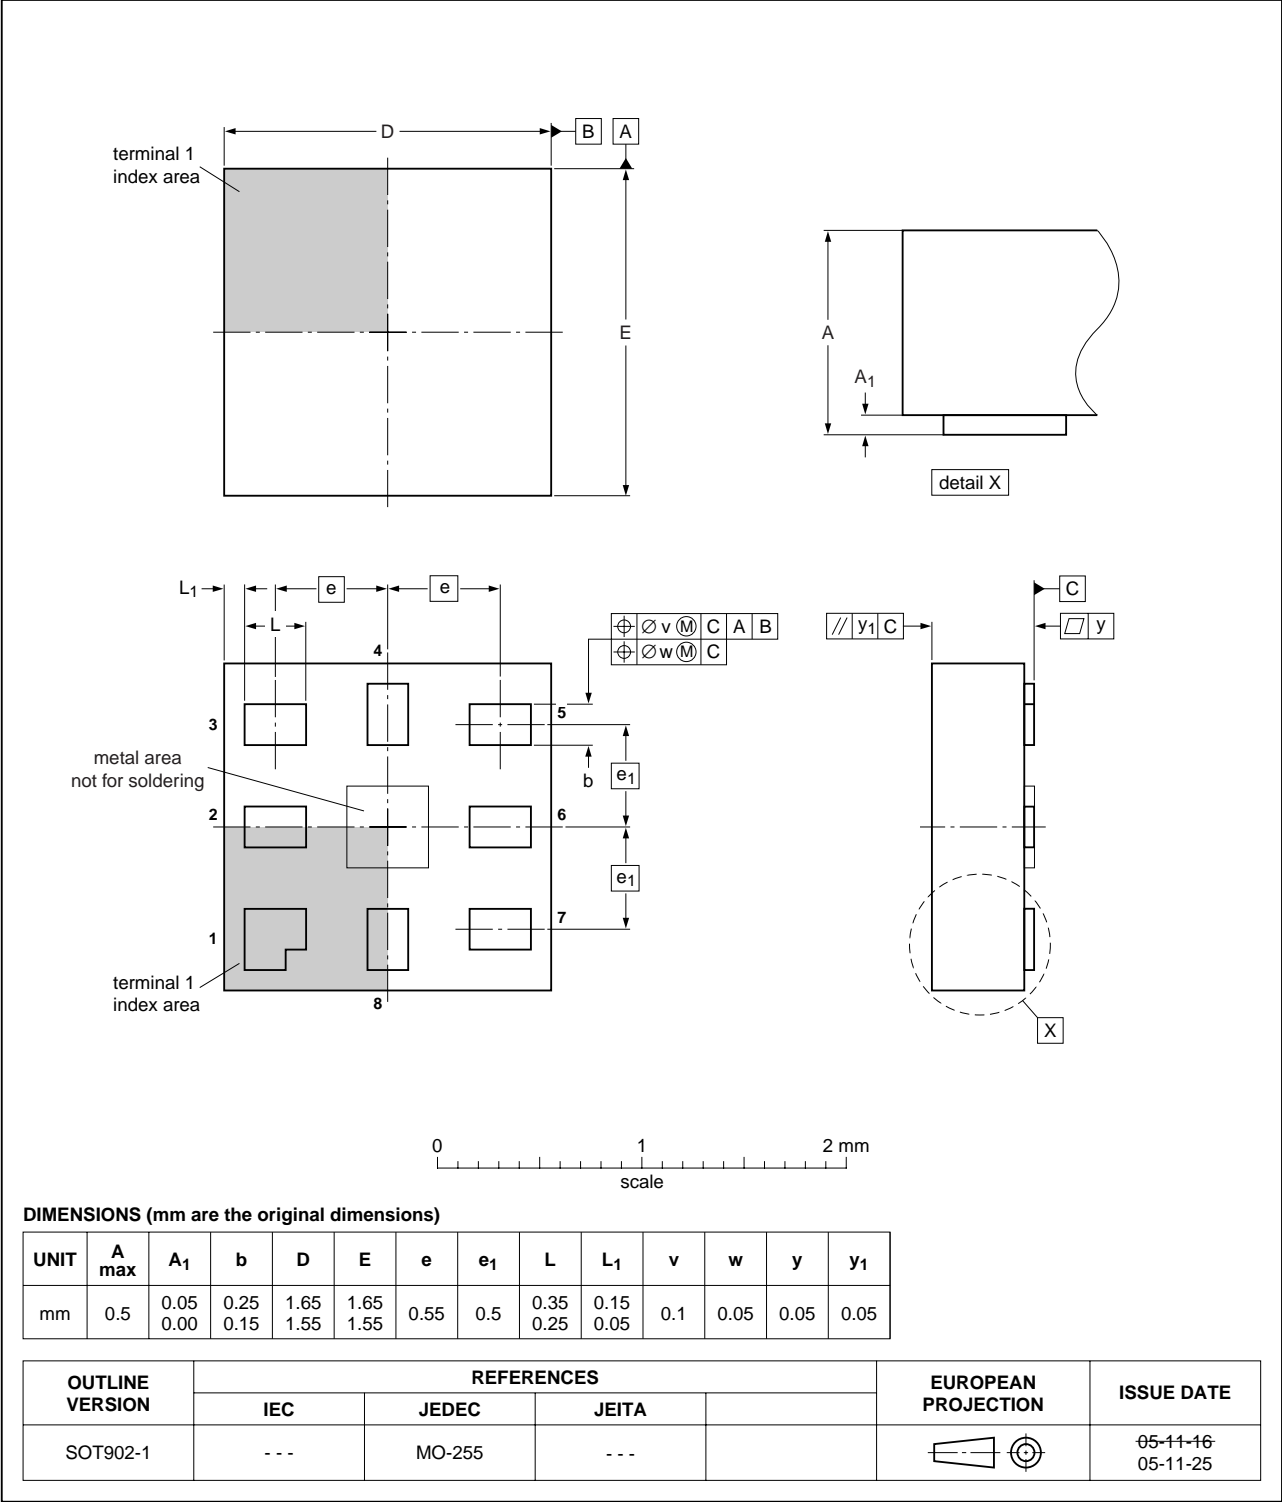 D
B
A
terminal 1
index area
E
A
A1
detail X
L1
e
e
L
⌖ ⌀ v Ⓜ C A B
⌖ ⌀ w Ⓜ C
// y1 C
C
⏥ y
4
3
5
b
e1
metal area
not for soldering
2
6
e1
1
7
terminal 1
index area
8
X
0 1 2 mm
scale
DIMENSIONS (mm are the original dimensions)
UNIT A max A1 b D E e e1 L L1 v w y y1
mm 0.5 0.05 0.00 0.25 0.15 1.65 1.55 1.65 1.55 0.55 0.5 0.35 0.25 0.15 0.05 0.1 0.05 0.05 0.05
OUTLINE VERSION REFERENCES EUROPEAN PROJECTION ISSUE DATE
IEC JEDEC JEITA
SOT902-1 - - - MO-255 - - - 05-11-16
05-11-25